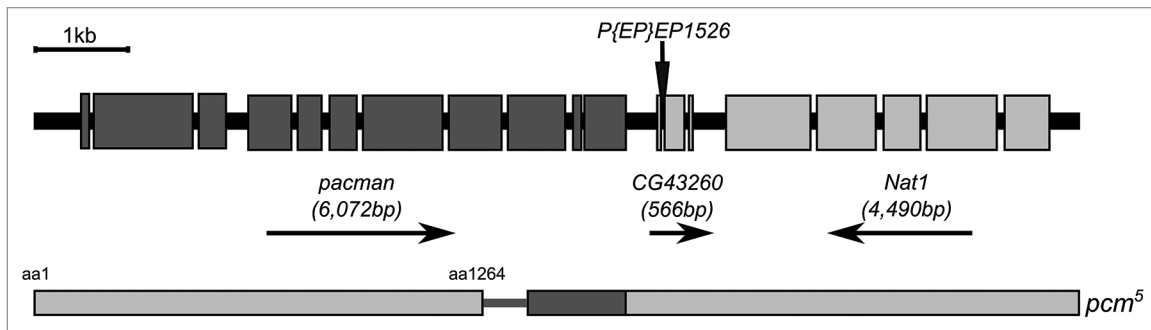 1kb
P{EP}EP1526
pacman
(6,072bp)
CG43260
(566bp)
Nat1
(4,490bp)
aa1
aa1264
pcm⁵